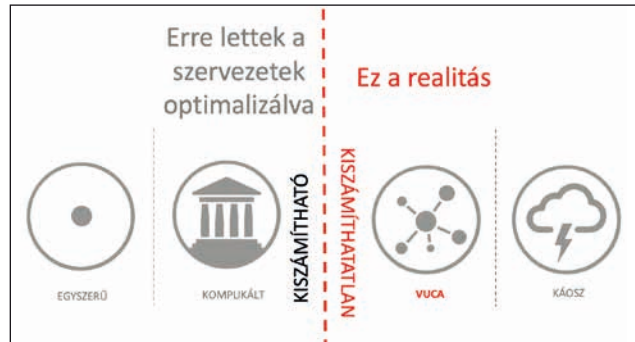 Erre lettek a
szervezetek
optimalizálva
Ez a realitás
KISZÁMÍTHATÓ
KISZÁMÍTHATATLAN
EGYSZERŰ
KOMPLIKÁLT
VUCA
KÁOSZ